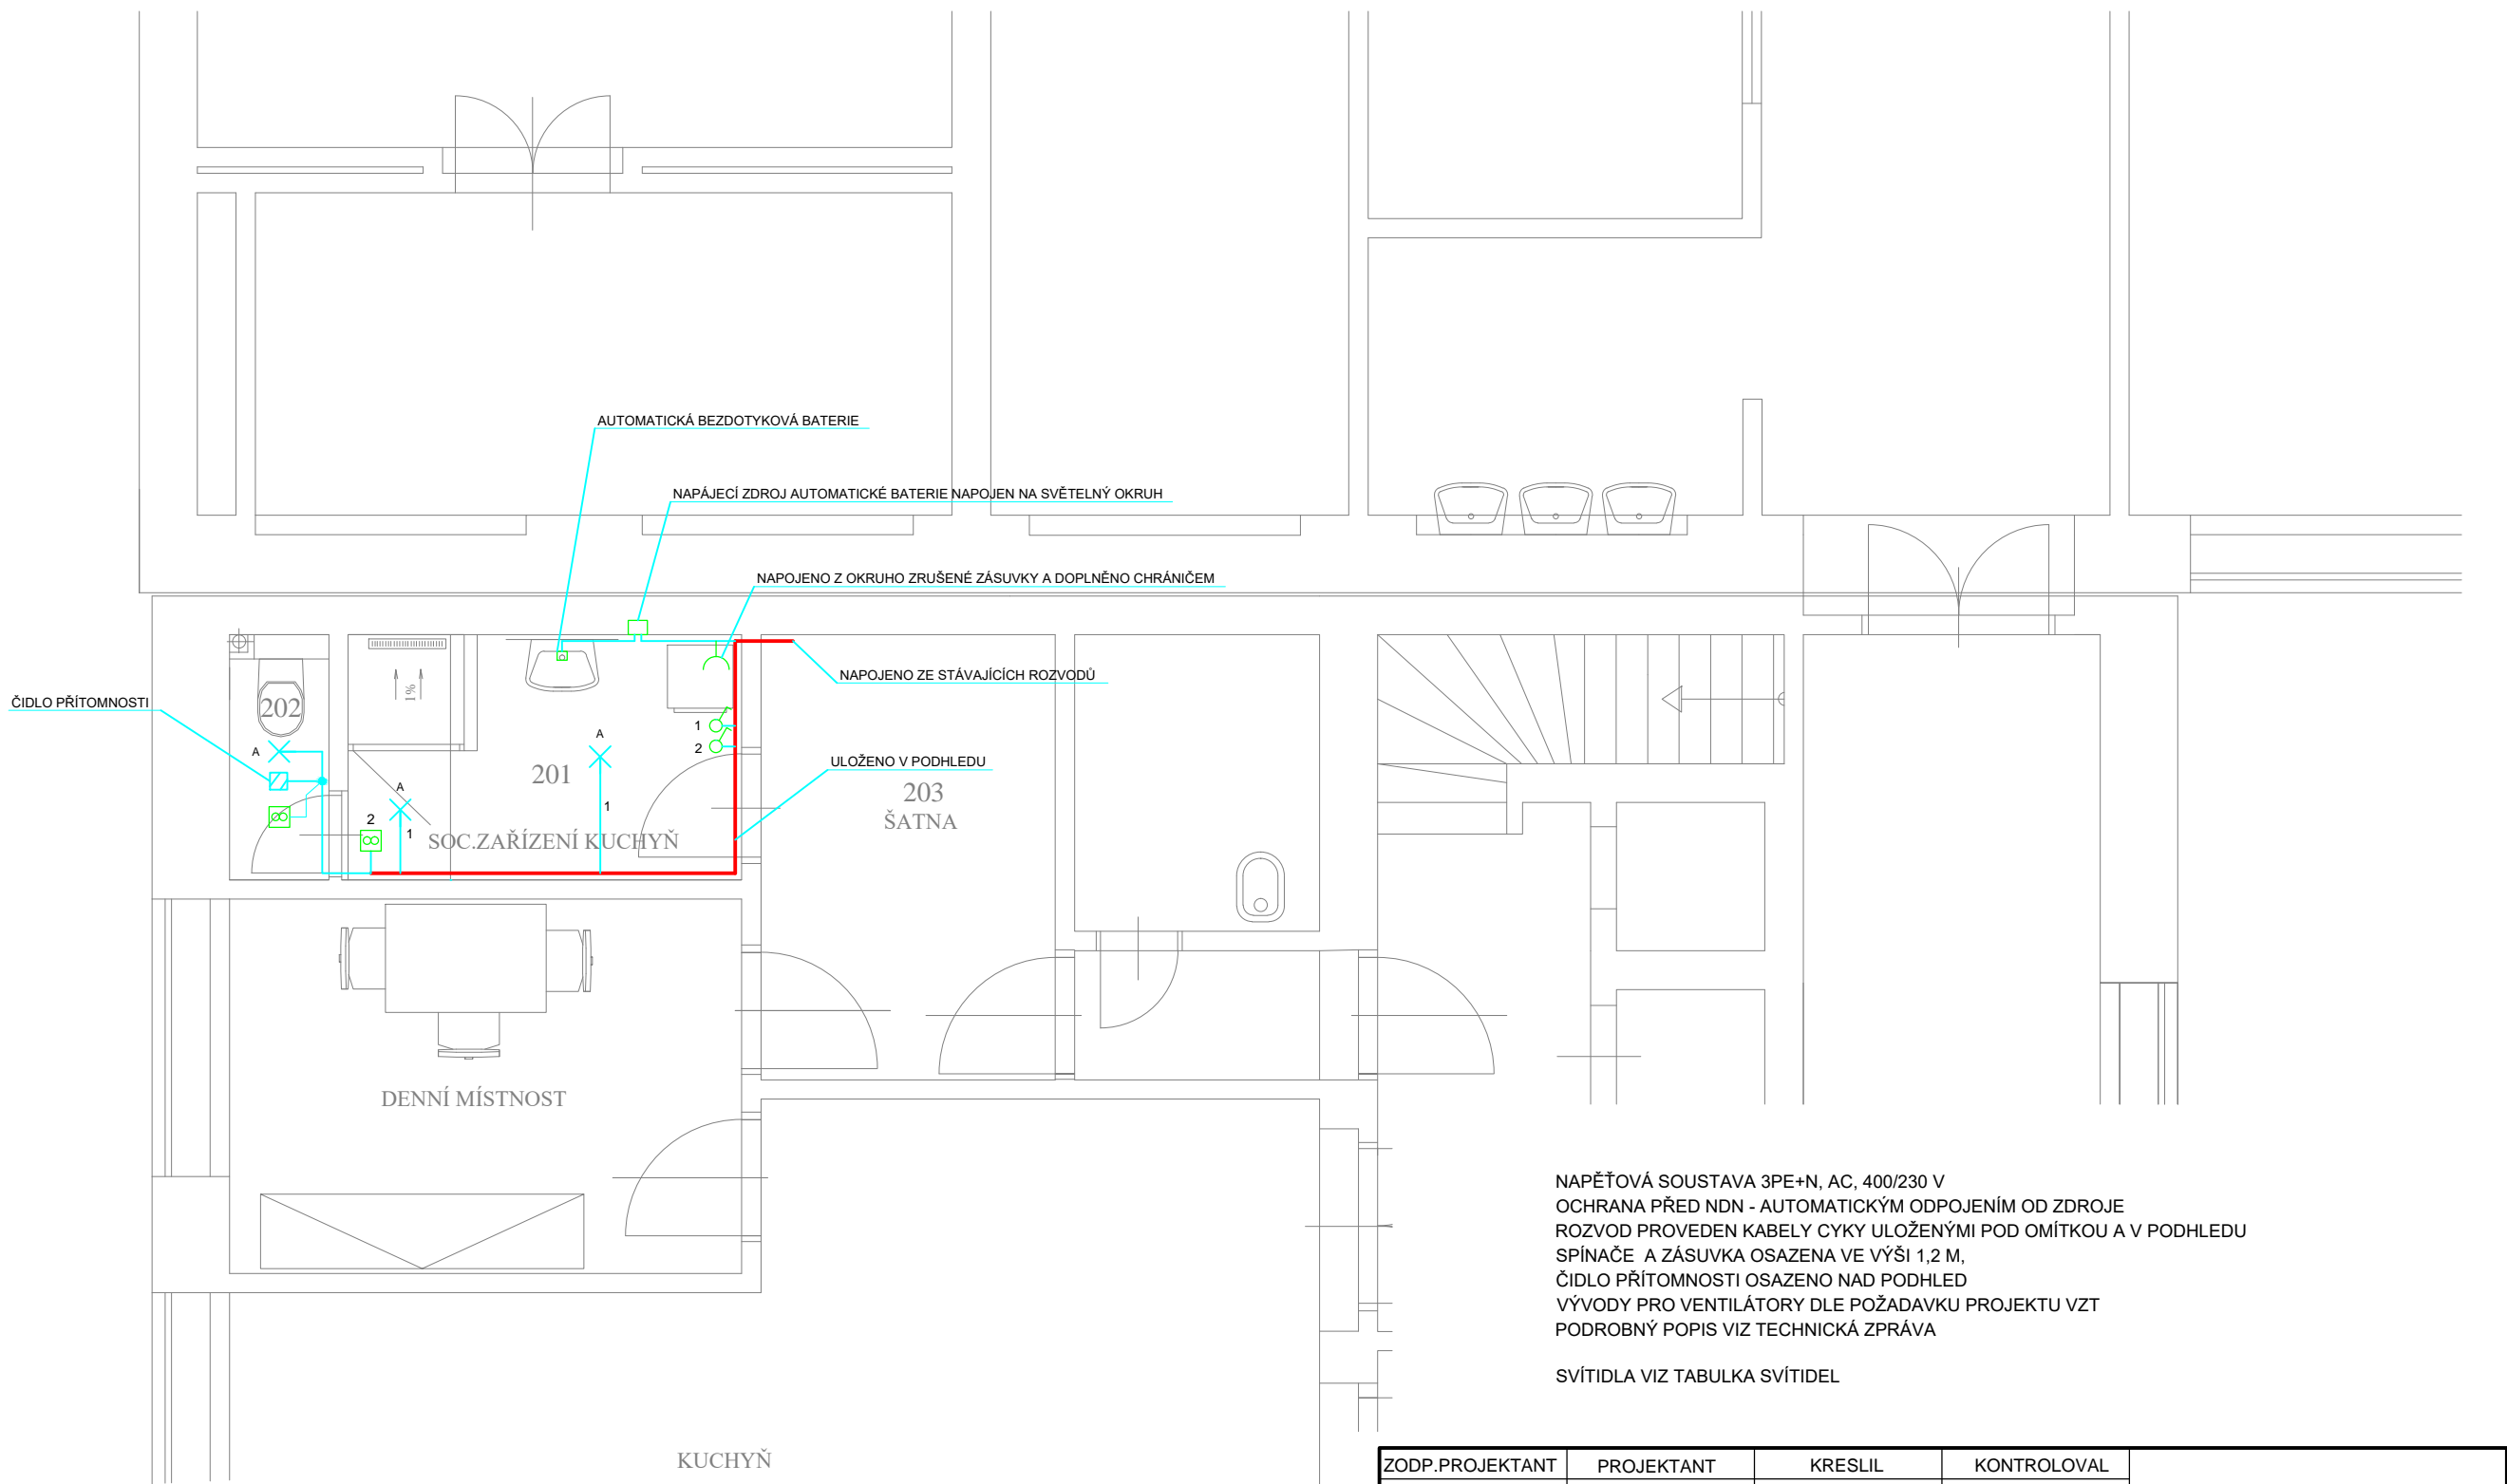 AUTOMATICKÁ BEZDOTYKOVÁ BATERIE
NAPÁJECÍ ZDROJ AUTOMATICKÉ BATERIE NAPOJEN NA SVĚTELNÝ OKRUH
NAPOJENO Z OKRUHO ZRUŠENÉ ZÁSUVKY A DOPLNĚNO CHRÁNIČEM
NAPOJENO ZE STÁVAJÍCÍCH ROZVODŮ
ČIDLO PŘÍTOMNOSTI
202
1%
1
2
A
A
A
201
1
ULOŽENO V PODHLEDU
203
ŠATNA
2
1
SOC.ZAŘÍZENÍ KUCHYŇ
DENNÍ MÍSTNOST
NAPĚŤOVÁ SOUSTAVA 3PE+N, AC, 400/230 V
OCHRANA PŘED NDN - AUTOMATICKÝM ODPOJENÍM OD ZDROJE
ROZVOD PROVEDEN KABELY CYKY ULOŽENÝMI POD OMÍTKOU A V PODHLEDU
SPÍNAČE A ZÁSUVKA OSAZENA VE VÝŠI 1,2 M,
ČIDLO PŘÍTOMNOSTI OSAZENO NAD PODHLED
VÝVODY PRO VENTILÁTORY DLE POŽADAVKU PROJEKTU VZT
PODROBNÝ POPIS VIZ TECHNICKÁ ZPRÁVA
SVÍTIDLA VIZ TABULKA SVÍTIDEL
KUCHYŇ
ZODP.PROJEKTANT PROJEKTANT KRESLIL KONTROLOVAL